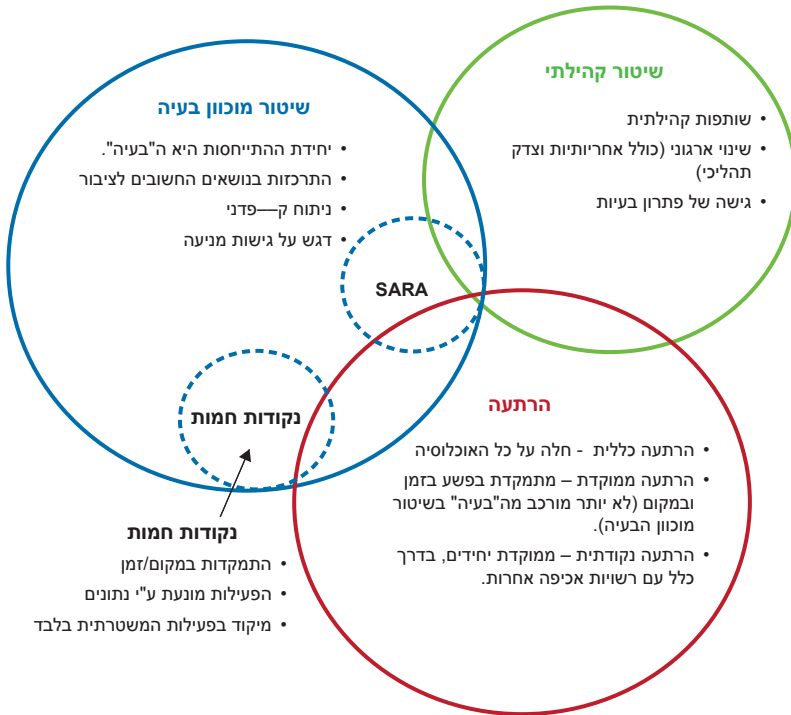 שיטור קהילתי
• שותפות קהילתית
• שינוי ארגוני (כולל אחריותיות וצדק
תהליכי)
• גישה של פתרון בעיות
שיטור מוכוון בעיה
• יחידת ההתייחסות היא ה"בעיה".
• התרכזות בנושאים החשובים לציבור
• ניתוח ק—פדני
• דגש על גישות מניעה
SARA
נקודות חמות
הרתעה
• הרתעה כללית - חלה על כל האוכלוסיה
• הרתעה ממוקדת – מתמקדת בפשע בזמן
ובמקום (לא יותר מורכב מה"בעיה" בשיטור
מוכוון הבעיה).
• הרתעה נקודתית – ממוקדת יחידים, בדרך
כלל עם רשויות אכיפה אחרות.
נקודות חמות
• התמקדות במקום/זמן
• הפעילות מונעת ע"י נתונים
• מיקוד בפעילות המשטרתית בלבד